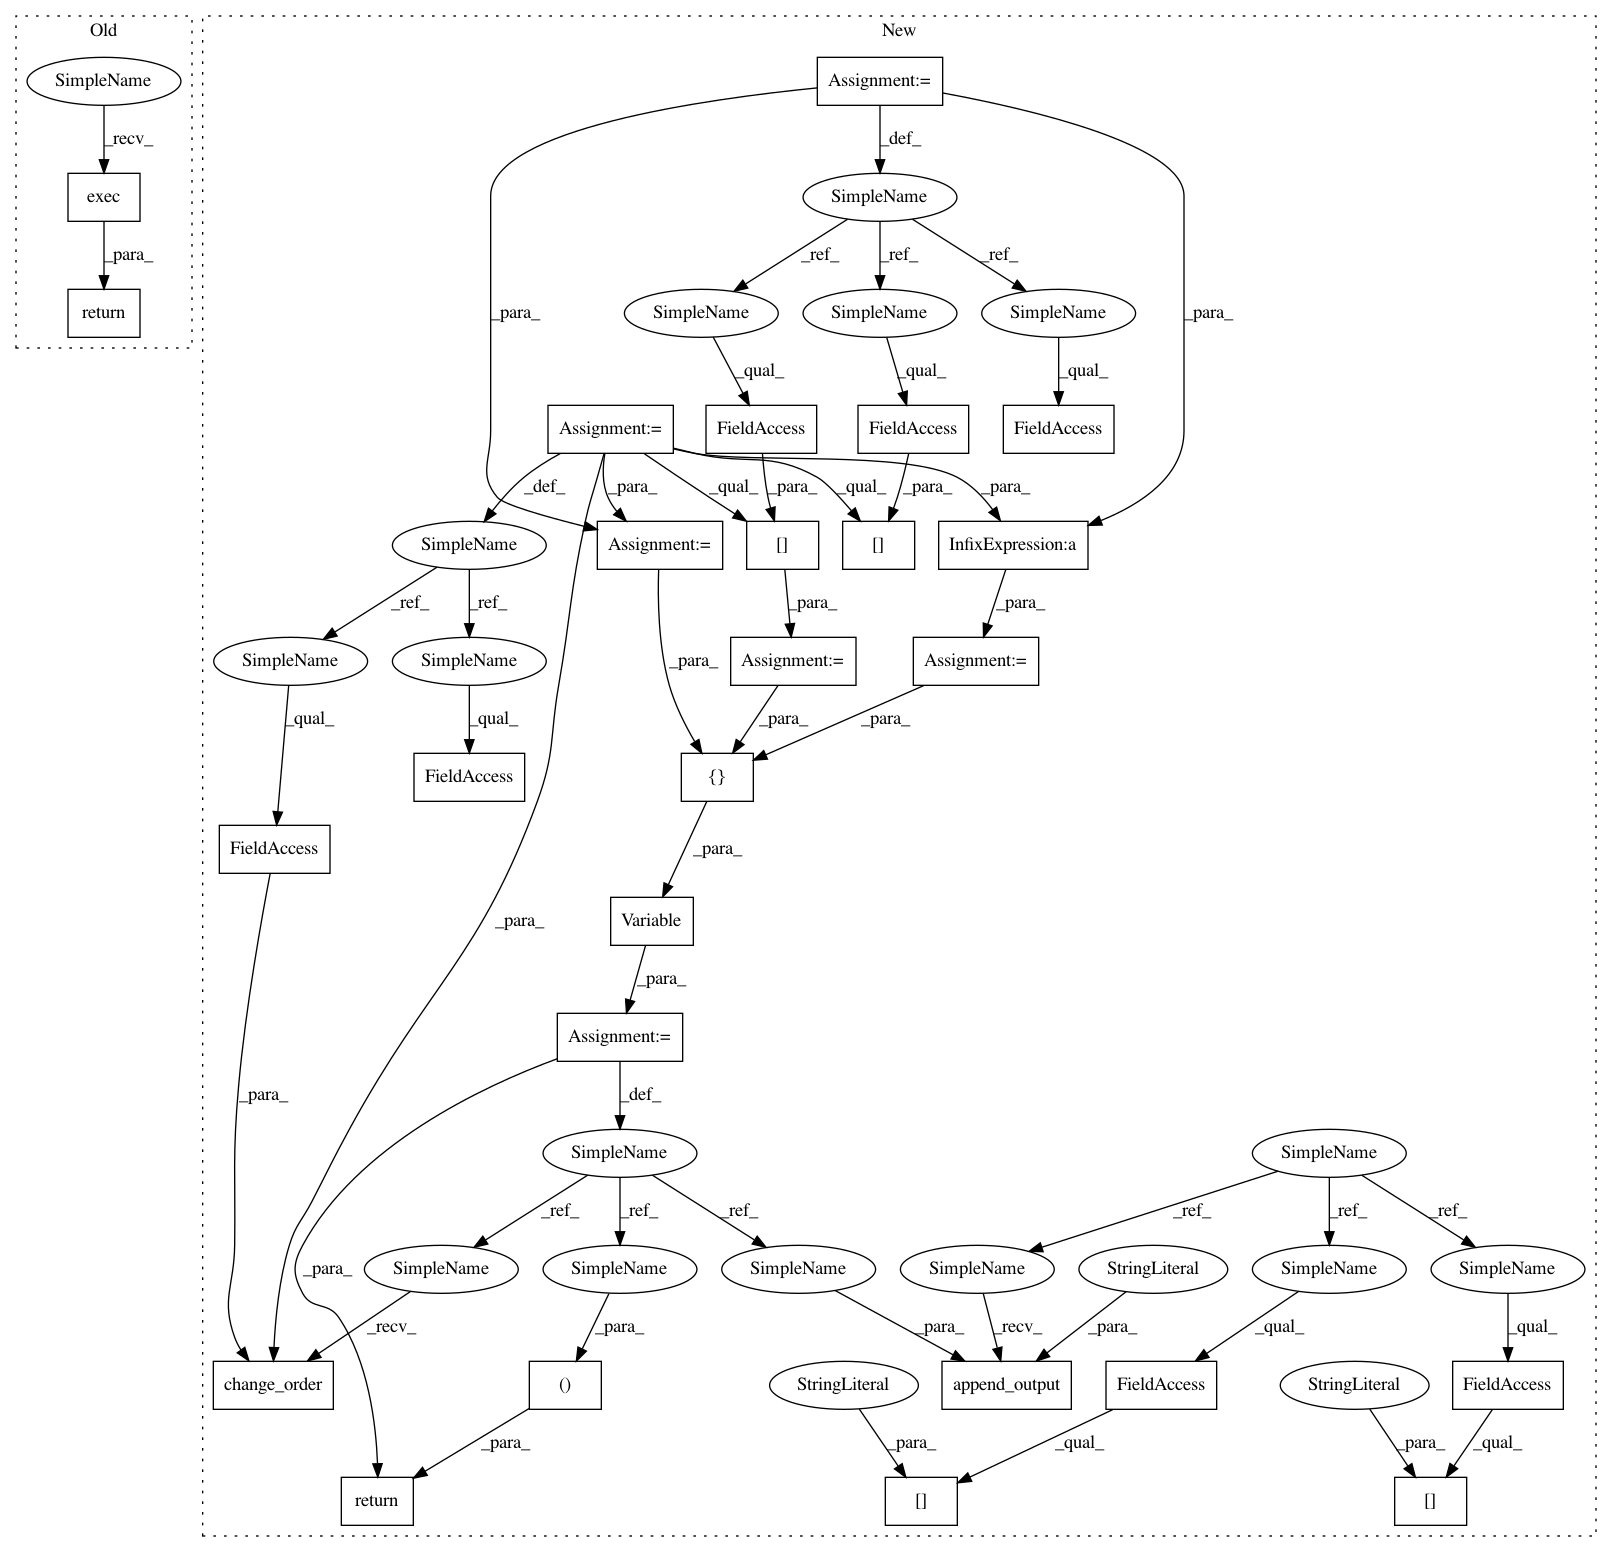 Old
New
SimpleName
Assignment:=
_recv_
_def_
exec
SimpleName
_para_
_ref_
_ref_
_ref_
return
SimpleName
SimpleName
SimpleName
_para_
_para_
_qual_
_qual_
_qual_
Assignment:=
FieldAccess
FieldAccess
FieldAccess
_def_
_para_
_qual_
_para_
_qual_
_para_
_para_
SimpleName
Assignment:=
[]
[]
InfixExpression:a
_ref_
_ref_
_para_
_para_
SimpleName
SimpleName
Assignment:=
Assignment:=
_para_
_qual_
_qual_
_para_
_para_
FieldAccess
{}
FieldAccess
_para_
_para_
Variable
_para_
Assignment:=
_para_
_def_
SimpleName
SimpleName
_ref_
_ref_
_ref_
_ref_
_ref_
_ref_
_para_
SimpleName
SimpleName
SimpleName
SimpleName
StringLiteral
SimpleName
SimpleName
_recv_
_para_
_para_
_recv_
_para_
_qual_
_qual_
change_order
()
StringLiteral
append_output
FieldAccess
StringLiteral
FieldAccess
_para_
_para_
_qual_
_para_
_qual_
return
[]
[]